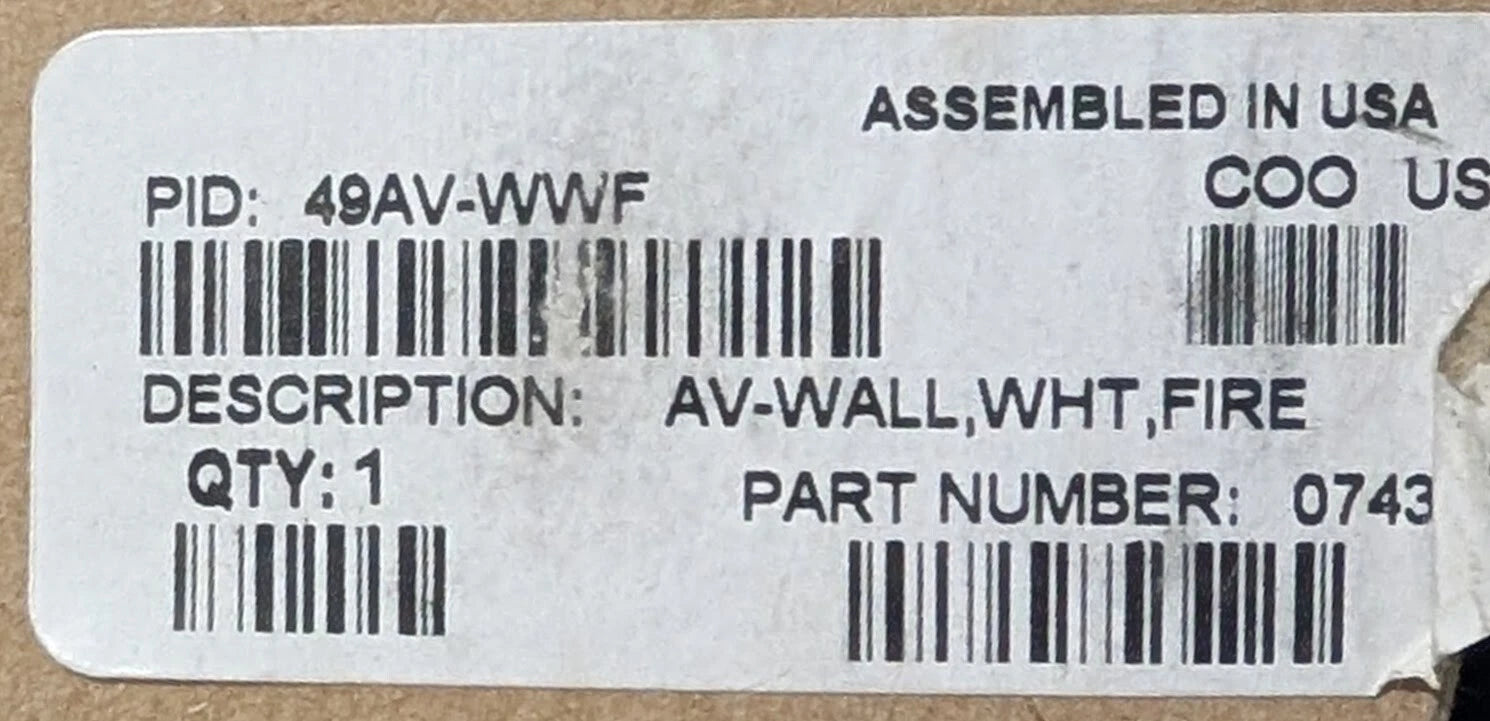 ASSEMBLED IN USA
COO US
PID: 49AV-WWF
DESCRIPTION: AV-WALL,WHT,FIRE
QTY: 1
PART NUMBER: 0743